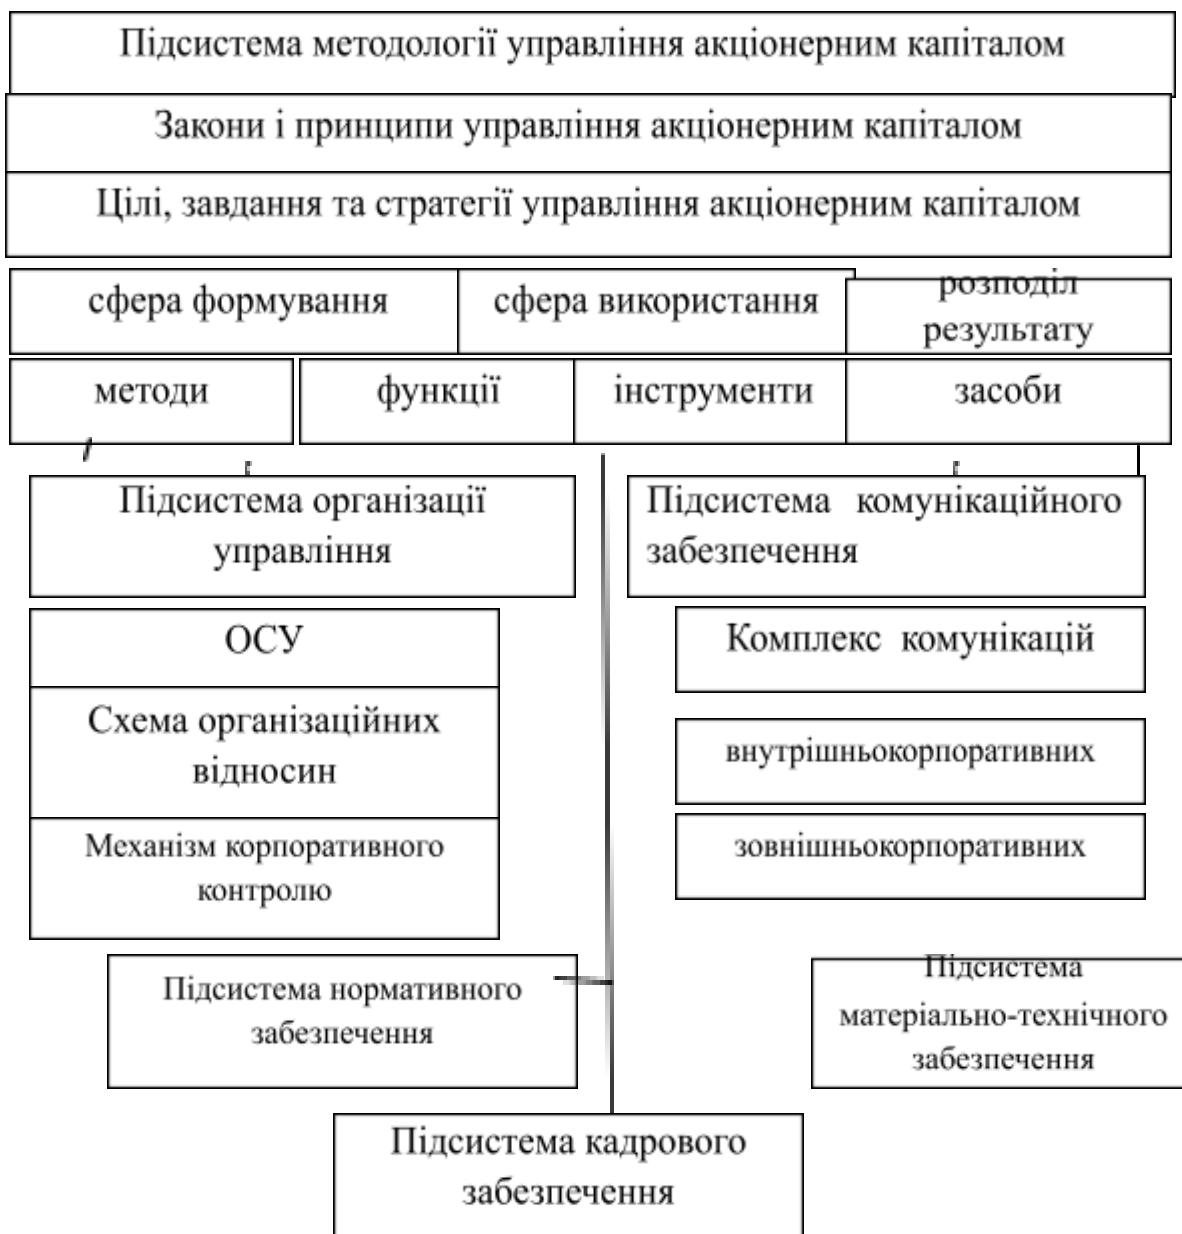 Підсистема методології управління акціонерним капіталом
Закони і принципи управління акціонерним капіталом
Цілі, завдання та стратегії управління акціонерним капіталом
сфера формування
сфера використання
розподіл
результату
методи
функції
інструменти
засоби
Підсистема організації
управління
Підсистема комунікаційного
забезпечення
ОСУ
Схема організаційних
відносин
Механізм корпоративного
контролю
Комплекс комунікацій
внутрішньокорпоративних
зовнішньокорпоративних
Підсистема нормативного
забезпечення
Підсистема
матеріально-технічного
забезпечення
Підсистема кадрового
забезпечення